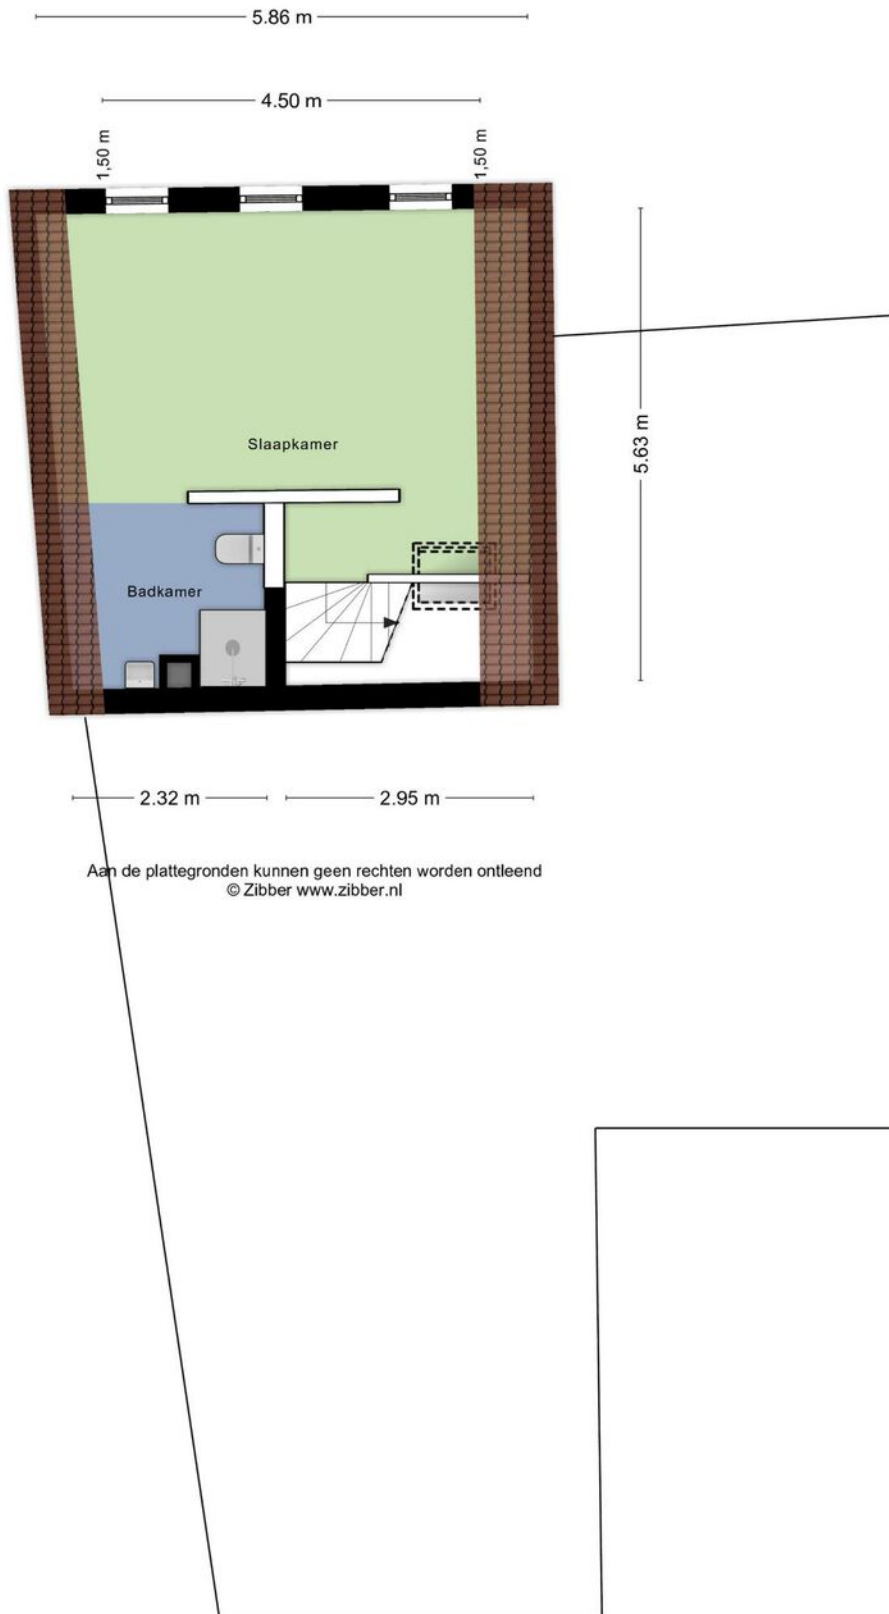 5.86 m
4.50 m
1,50 m
1,50 m
5.63 m
Slaapkamer
Badkamer
2.32 m
2.95 m
Aan de plattegronden kunnen geen rechten worden ontleend
© Zibber www.zibber.nl